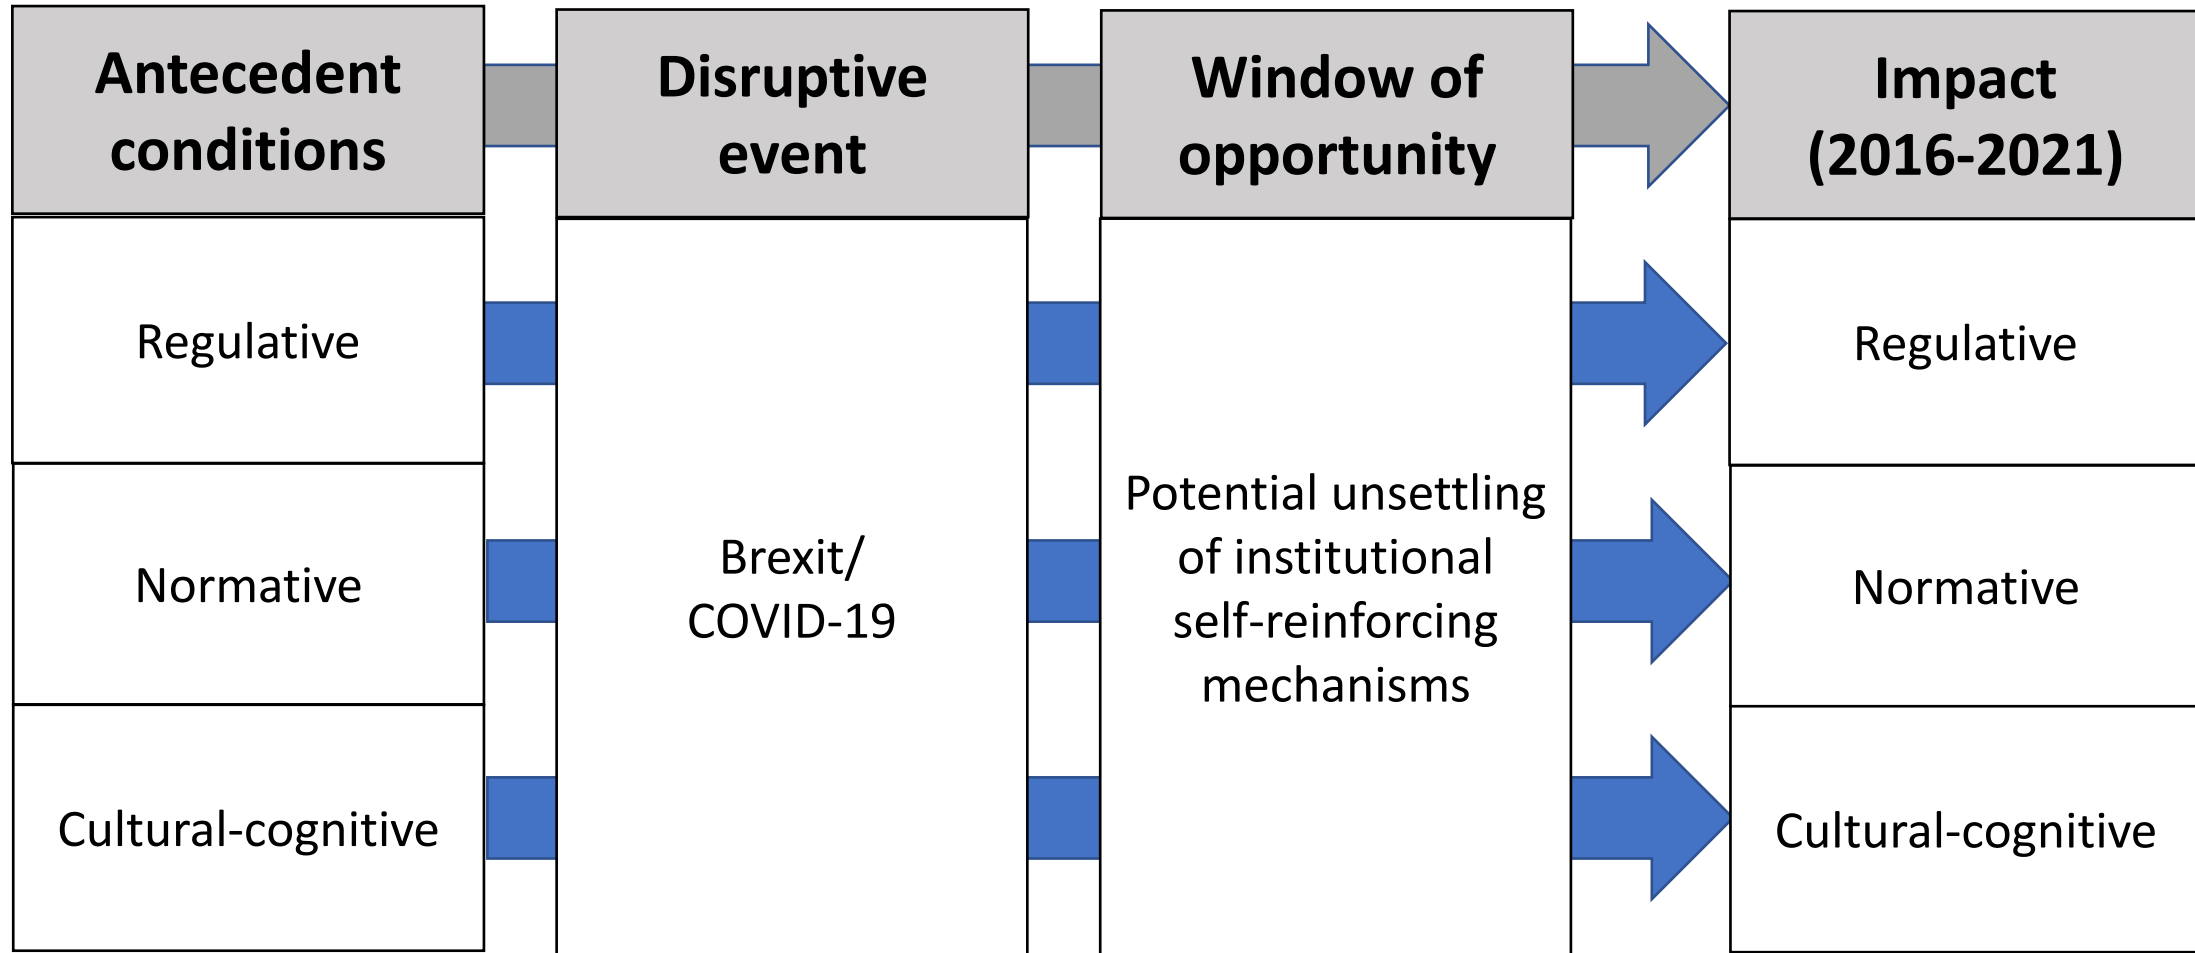 Antecedent
conditions
Disruptive
event
Window of
opportunity
Impact
(2016-2021)
Regulative
Normative
Cultural-cognitive
Brexit/
COVID-19
Potential unsettling
of institutional
self-reinforcing
mechanisms
Regulative
Normative
Cultural-cognitive